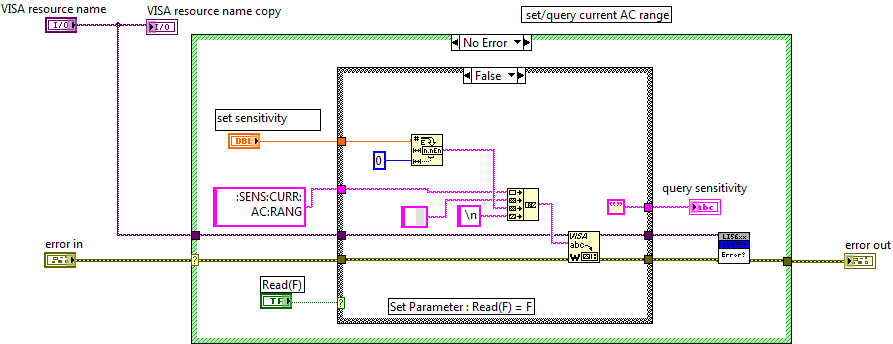 VISA resource name
I/O
VISA resource name copy
I/O
set/query current AC range
No Error
False
set sensitivity
DBL
#
n.nEn
0
:SENS:CURR:
AC:RANG
\n
VISA
abc
W
""
query sensitivity
abc
Error?
error in
error out
?
Read(F)
TF
?
Set Parameter : Read(F) = F